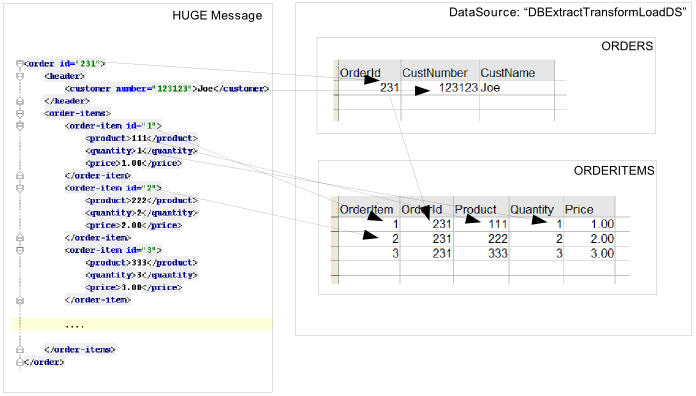 HUGE Message
<order id="231">
<header>
<customer number="123123">Joe</customer>
</header>
<order-items>
<order-item id="1">
<product>111</product>
<quantity>1</quantity>
<price>1.00</price>
</order-item>
<order-item id="2">
<product>222</product>
<quantity>2</quantity>
<price>2.00</price>
</order-item>
<order-item id="3">
<product>333</product>
<quantity>3</quantity>
<price>3.00</price>
</order-item>
....
</order-items>
</order>
DataSource: “DBExtractTransformLoadDS”
ORDERS
OrderId CustNumber CustName
231 123123 Joe
ORDERITEMS
OrderItem OrderId Product Quantity Price
1 231 111 1 1.00
2 231 222 2 2.00
3 231 333 3 3.00